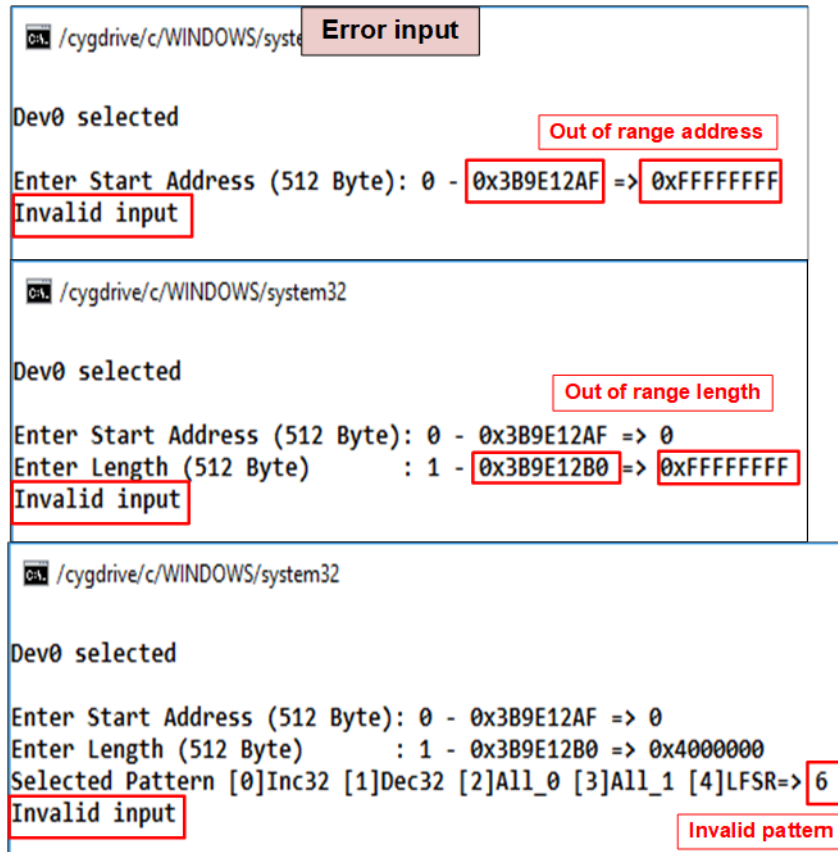 /cygdrive/c/WINDOWS/syste
Error input
Dev0 selected
Out of range address
Enter Start Address (512 Byte): 0 - 0x3B9E12AF => 0xFFFFFFFF
Invalid input
/cygdrive/c/WINDOWS/system32
Dev0 selected
Out of range length
Enter Start Address (512 Byte): 0 - 0x3B9E12AF => 0
Enter Length (512 Byte) : 1 - 0x3B9E12B0 => 0xFFFFFFFF
Invalid input
/cygdrive/c/WINDOWS/system32
Dev0 selected
Enter Start Address (512 Byte): 0 - 0x3B9E12AF => 0
Enter Length (512 Byte) : 1 - 0x3B9E12B0 => 0x4000000
Selected Pattern [0]Inc32 [1]Dec32 [2]All_0 [3]All_1 [4]LFSR=> 6
Invalid input
Invalid pattern